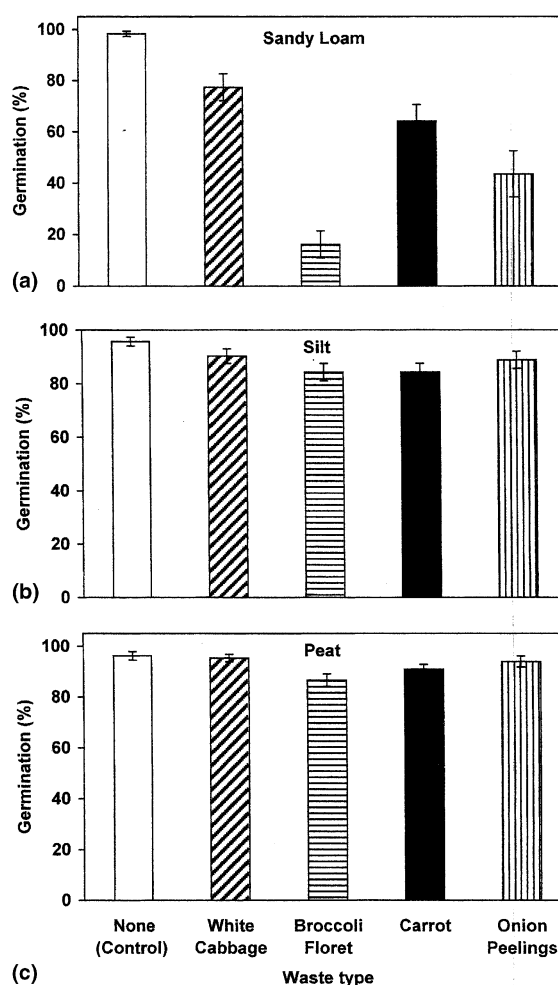 Sandy Loam
100
80
60
40
20
0
Germination (%)
(a)
Silt
100
80
60
40
20
0
Germination (%)
(b)
Peat
100
80
60
40
20
0
Germination (%)
None (Control)
White Cabbage
Broccoli Floret
Carrot
Onion Peelings
(c)
Waste type